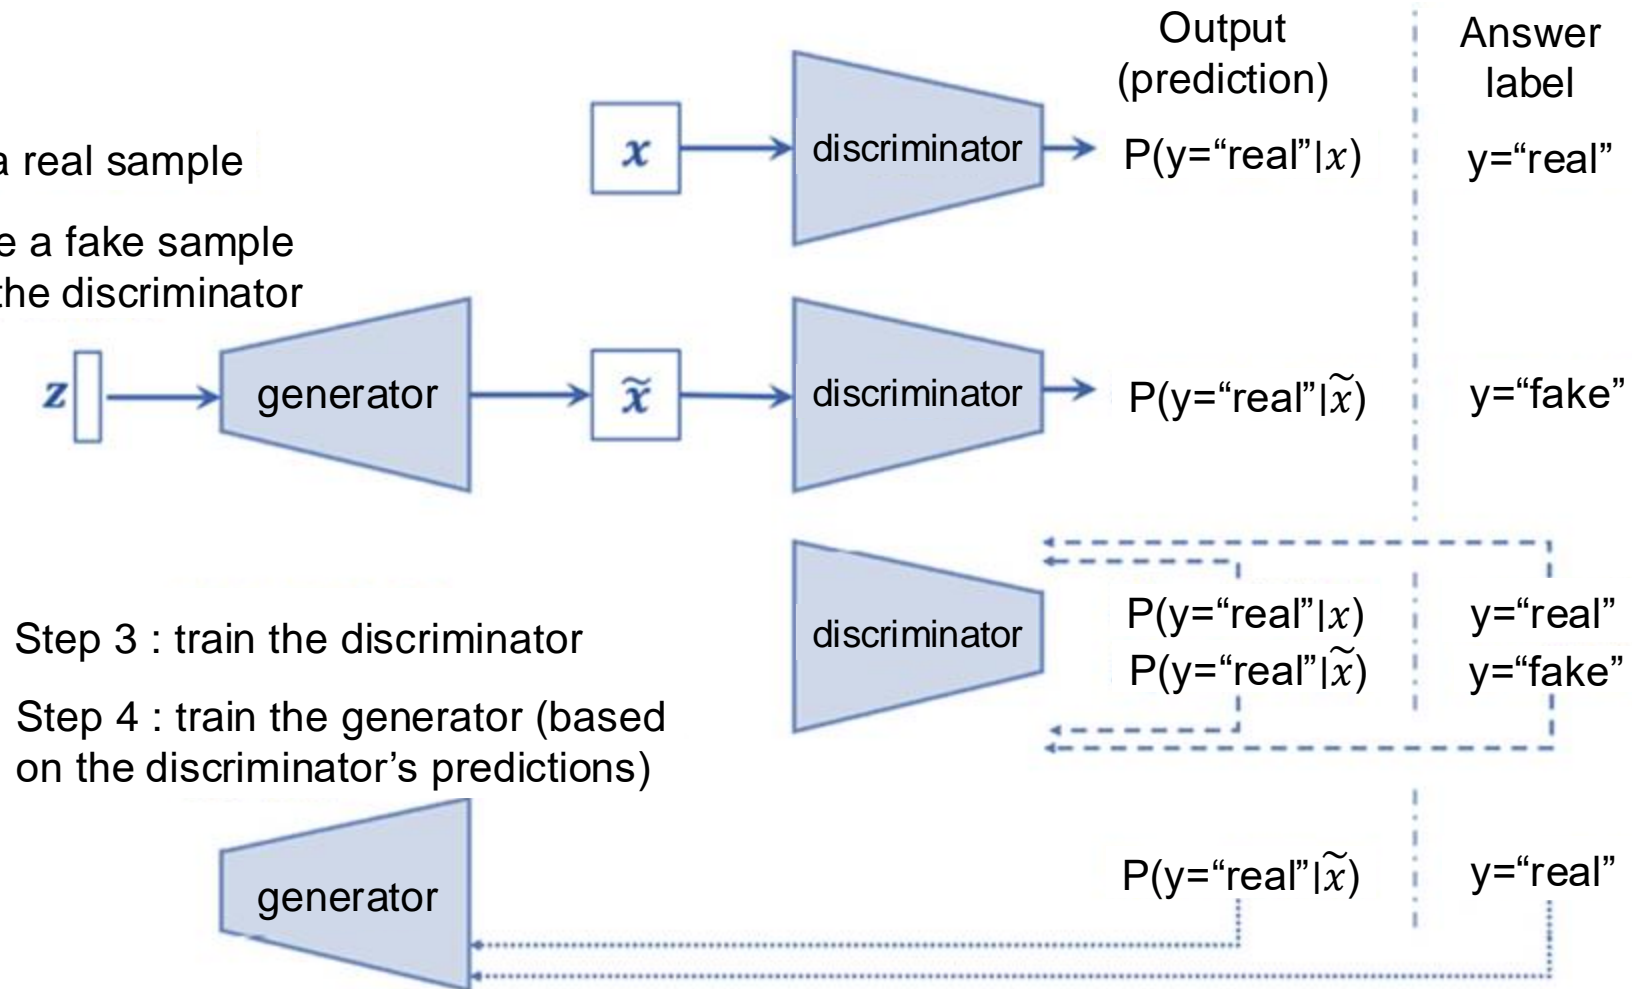 Output
(prediction)
Answer
label
a real sample
x
discriminator
P(y=“real”|x)
y=“real”
e a fake sample
the discriminator
z
generator
x̃
discriminator
P(y=“real”|x̃)
y=“fake”
discriminator
P(y=“real”|x)
y=“real”
P(y=“real”|x̃)
y=“fake”
Step 3 : train the discriminator
Step 4 : train the generator (based
on the discriminator’s predictions)
generator
P(y=“real”|x̃)
y=“real”